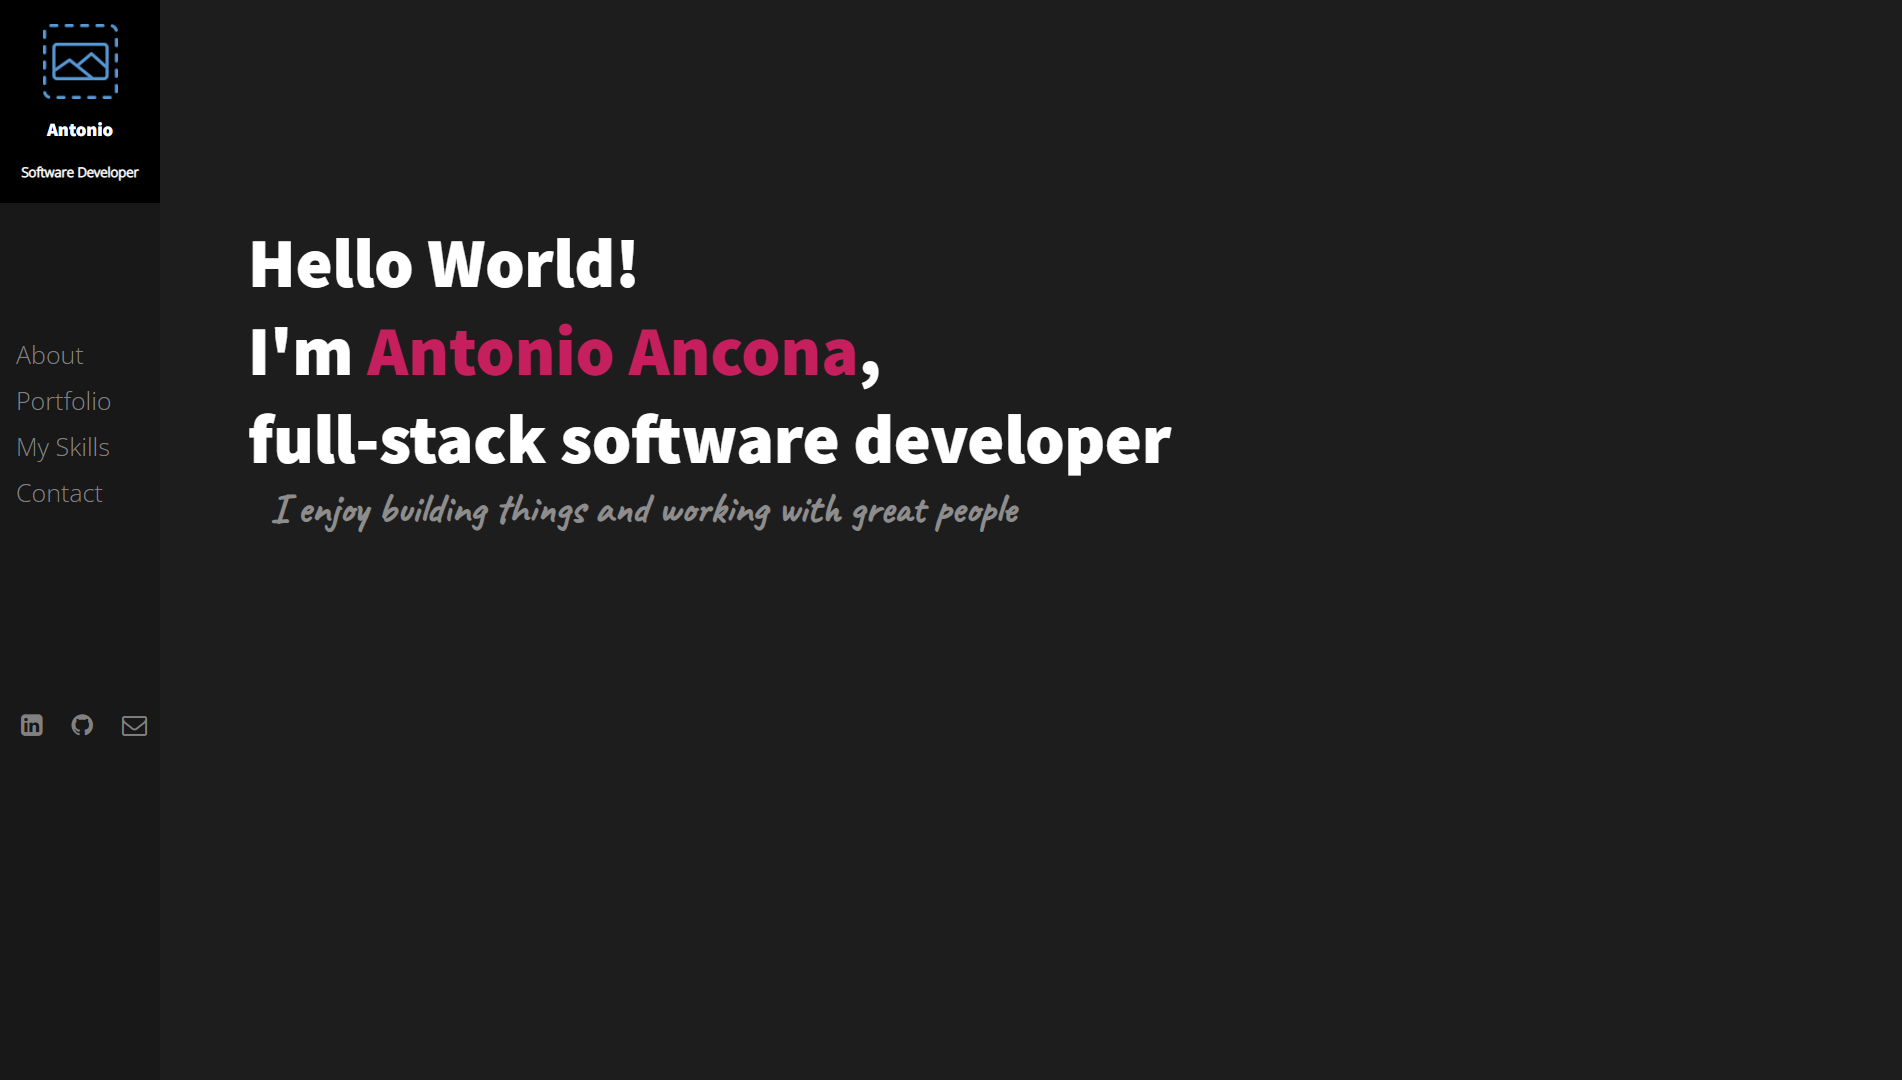 Antonio
Software Developer
About
Portfolio
My Skills
Contact
Hello World!
I'm Antonio Ancona,
full-stack software developer
I enjoy building things and working with great people